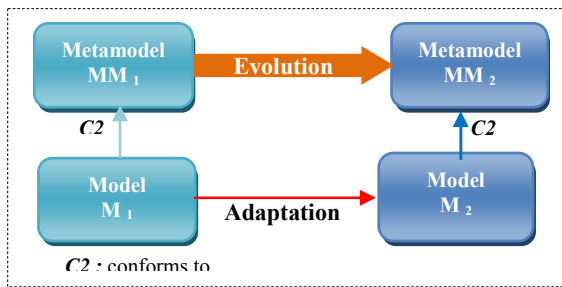 Metamodel
MM 1
Evolution
Metamodel
MM 2
C2
C2
Model
M 1
Adaptation
Model
M 2
C2 : conforms to